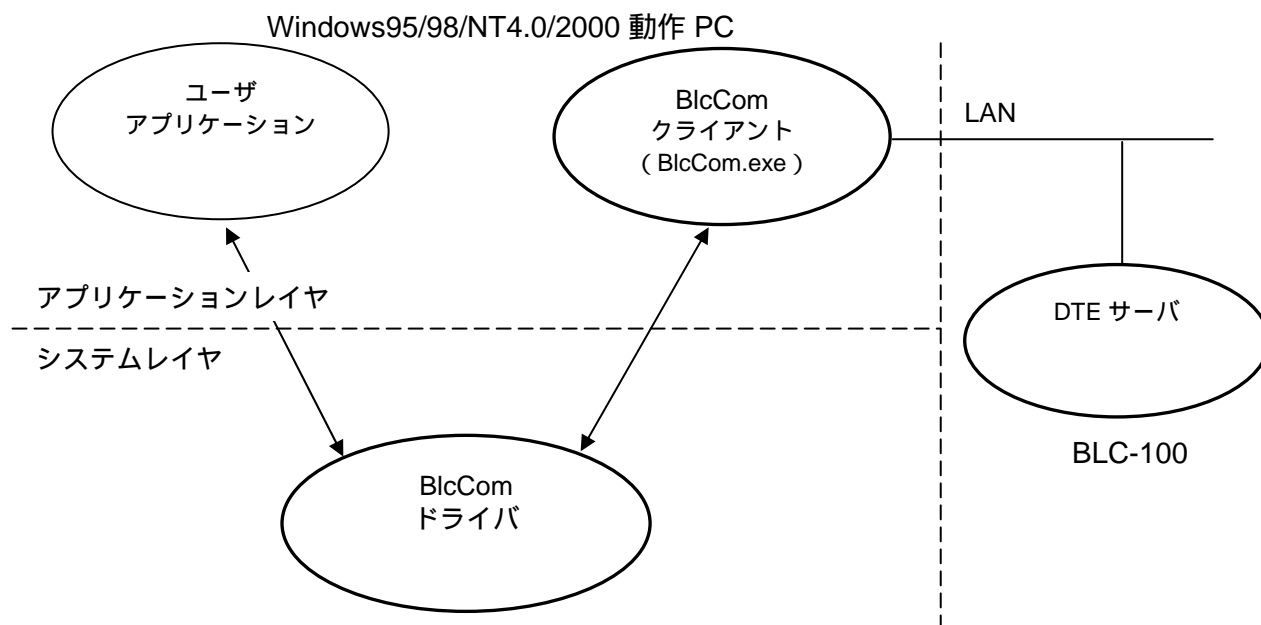 Windows95/98/NT4.0/2000 動作 PC
ユーザ
アプリケーション
BlcCom
クライアント
（BlcCom.exe）
LAN
アプリケーションレイヤ
システムレイヤ
DTE サーバ
BLC-100
BlcCom
ドライバ